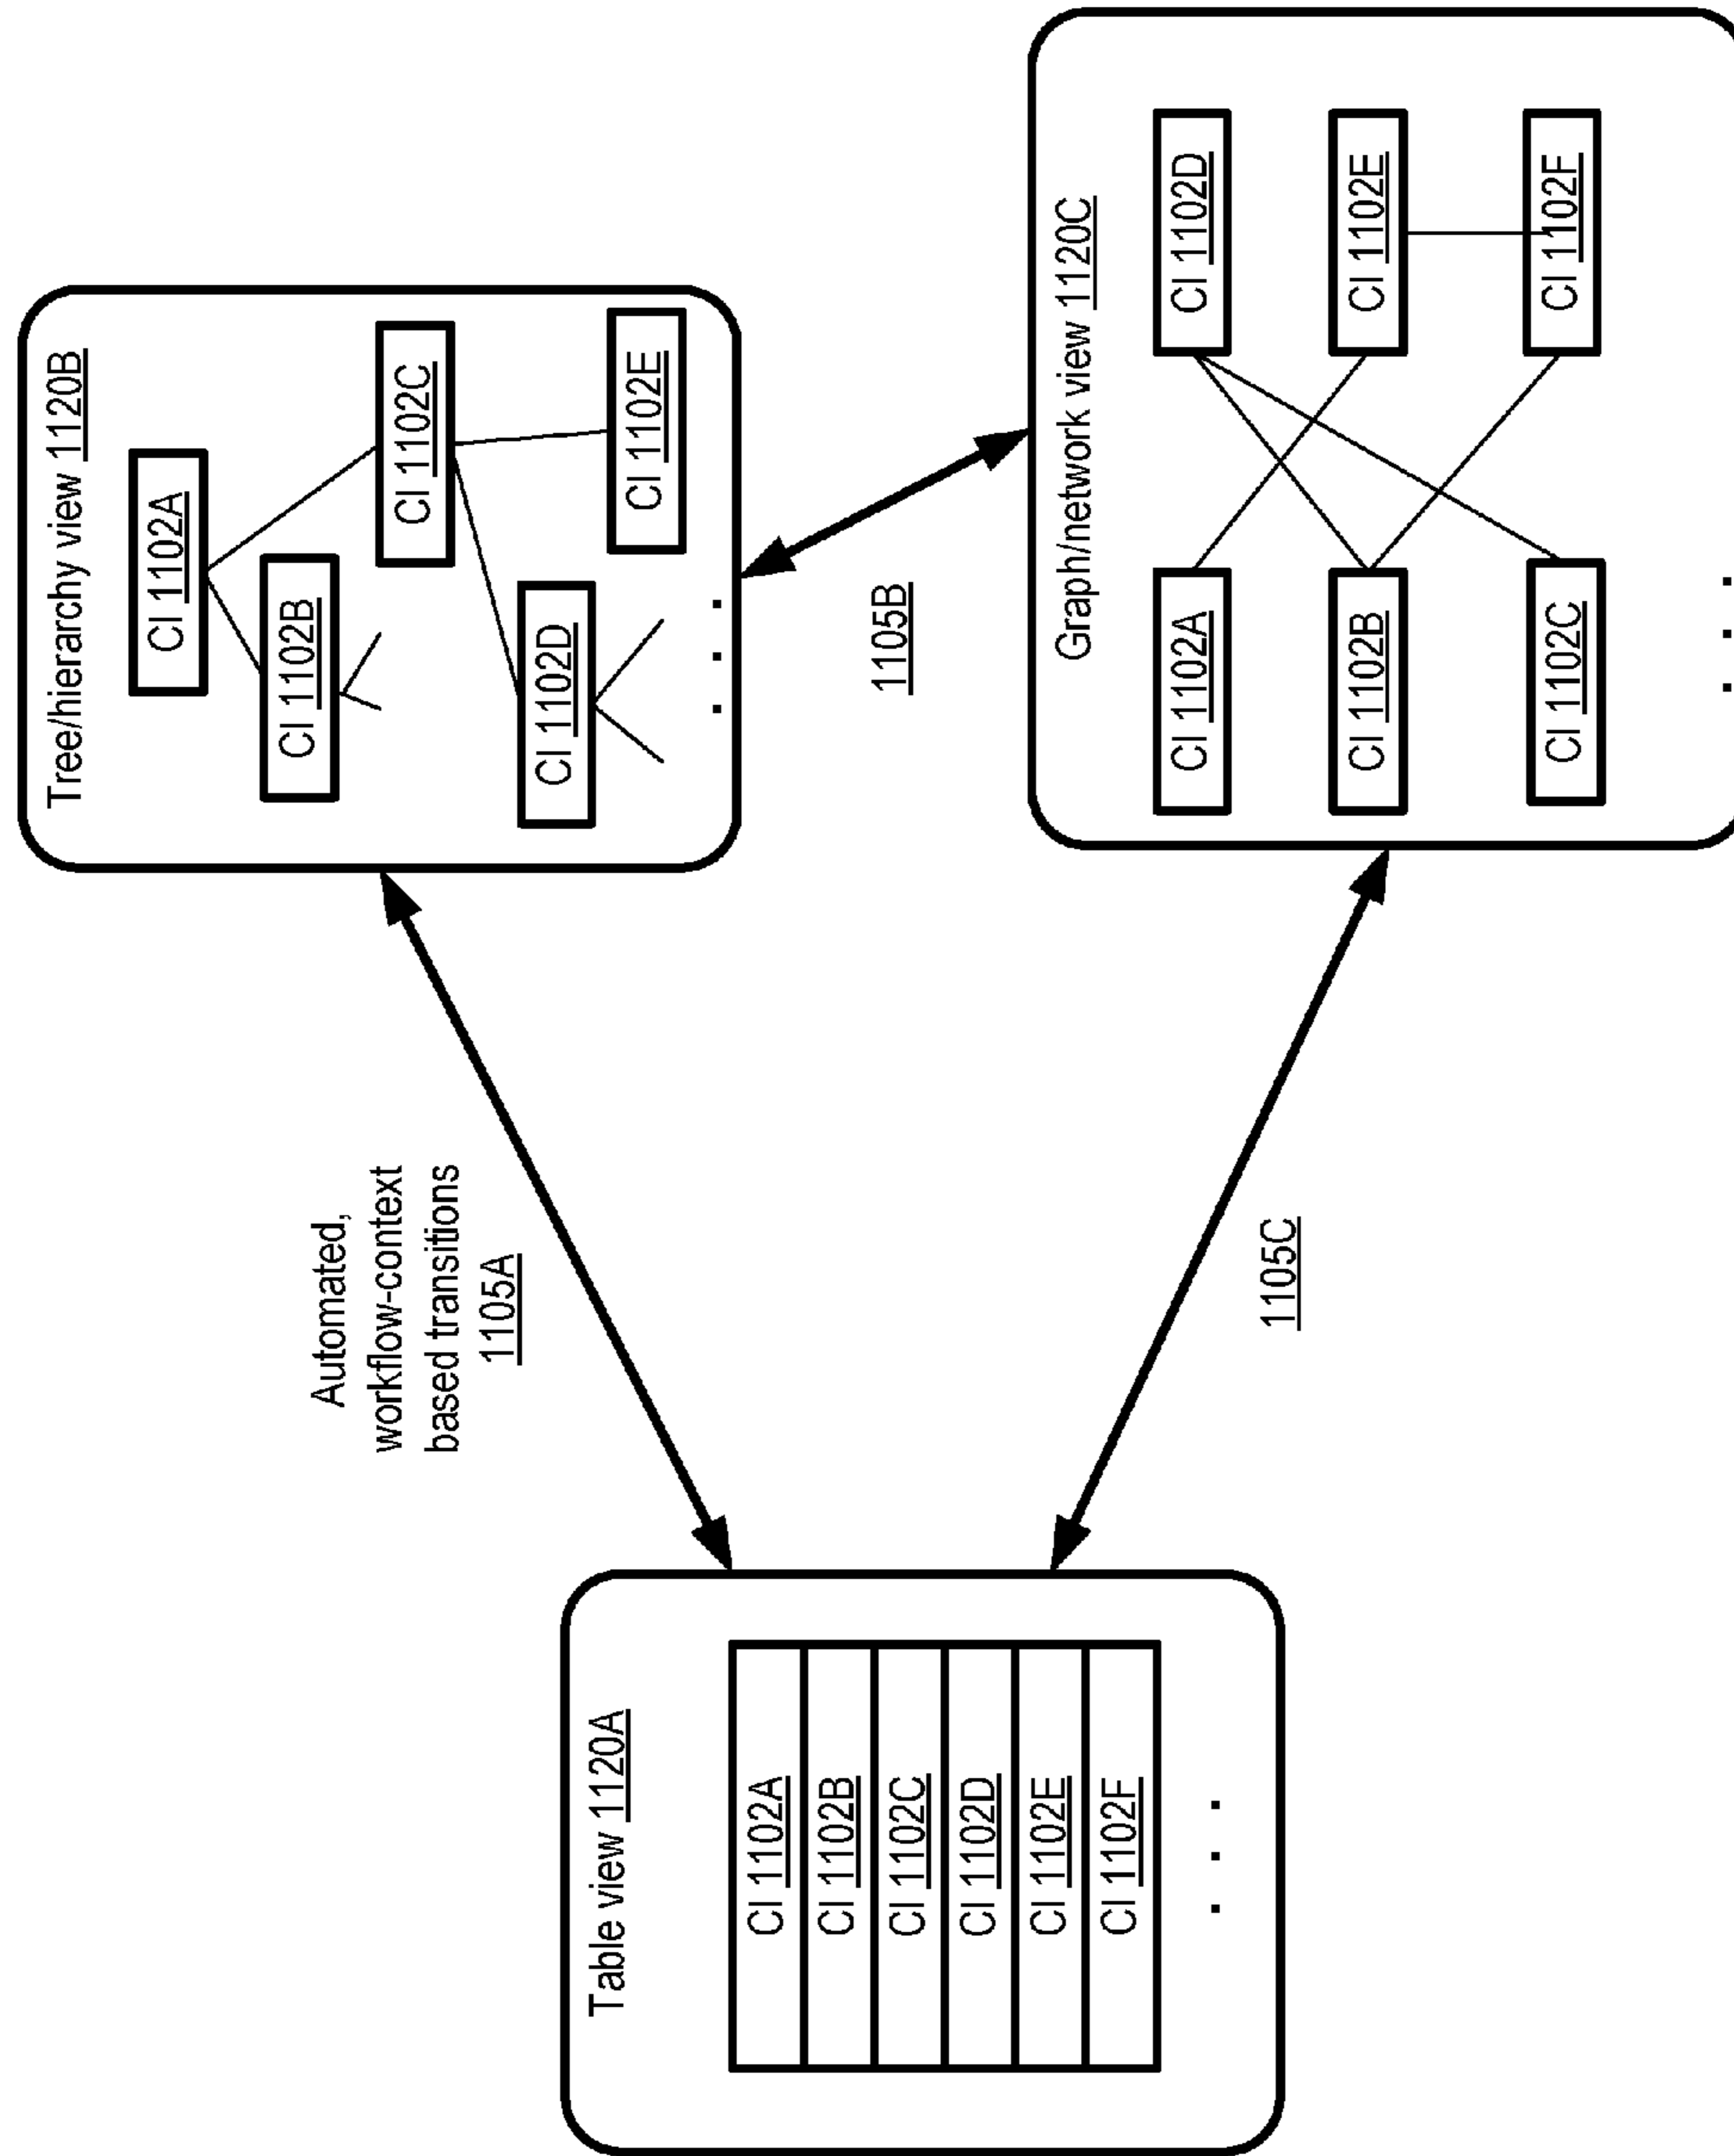 Table view 1120A
CI 1102A
CI 1102B
CI 1102C
CI 1102D
CI 1102E
CI 1102F
. . .
Automated,
workflow-context
based transitions
1105A
Tree/hierarchy view 1120B
CI 1102A
CI 1102B
CI 1102C
CI 1102D
CI 1102E
. . .
1105B
1105C
Graph/network view 1120C
CI 1102A
CI 1102D
CI 1102B
CI 1102E
CI 1102C
CI 1102F
. . .